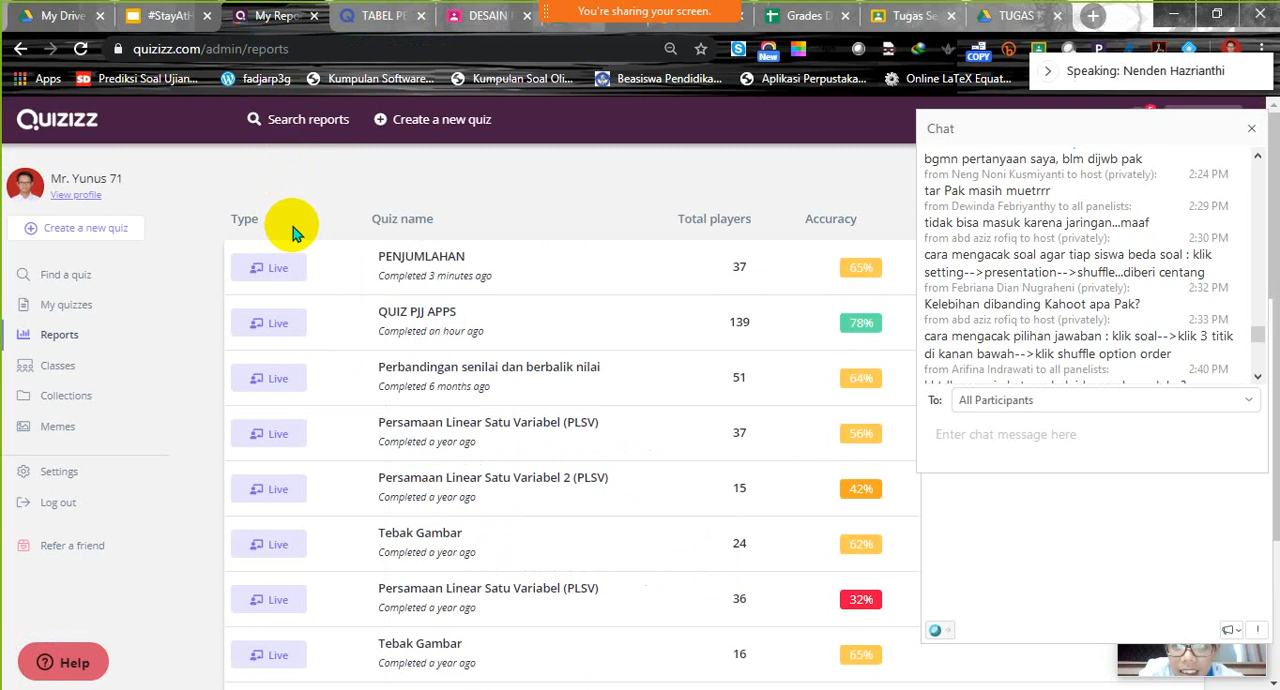 My Drive
#StayAtH
My Repo
TABEL PE
DESAIN
You're sharing your screen.
Grades D
Tugas Se
TUGAS
quizizz.com/admin/reports
New
COPY
Apps
Prediksi Soal Ujian...
fadjarp3g
Kumpulan Software...
Kumpulan Soal Oli...
Beasiswa Pendidika...
Aplikasi Perpustaka...
Online LaTeX Equat...
Speaking: Nenden Hazrianthi
Quizizz
Search reports
Create a new quiz
Mr. Yunus 71
View profile
Create a new quiz
Find a quiz
My quizzes
Reports
Classes
Collections
Memes
Settings
Log out
Refer a friend
Help
Type Quiz name Total players Accuracy
Live PENJUMLAHAN 37 65%
Completed 3 minutes ago
Live QUIZ PJJ APPS 139 78%
Completed an hour ago
Live Perbandingan senilai dan berbalik nilai 51 64%
Completed 6 months ago
Live Persamaan Linear Satu Variabel (PLSV) 37 56%
Completed a year ago
Live Persamaan Linear Satu Variabel 2 (PLSV) 15 42%
Completed a year ago
Live Tebak Gambar 24 62%
Completed a year ago
Live Persamaan Linear Satu Variabel (PLSV) 36 32%
Completed a year ago
Live Tebak Gambar 16 65%
Completed a year ago
Chat
bgmn pertanyaan saya, blm dijwb pak
from Neng Noni Kusmiyanti to host (privately): 2:24 PM
tar Pak masih muetrrr
from Dewinda Febriyanthy to all panelists: 2:29 PM
tidak bisa masuk karena jaringan...maaf
from abd aziz rofiq to host (privately): 2:30 PM
cara mengacak soal agar tiap siswa beda soal : klik
setting-->presentation-->shuffle...diberi centang
from Febriana Dian Nugraheni (privately): 2:32 PM
Kelebihan dibanding Kahoot apa Pak?
from abd aziz rofiq to host (privately): 2:33 PM
cara mengacak pilihan jawaban : klik soal-->klik 3 titik
di kanan bawah-->klik shuffle option order
from Arifina Indrawati to all panelists: 2:40 PM
To: All Participants
Enter chat message here